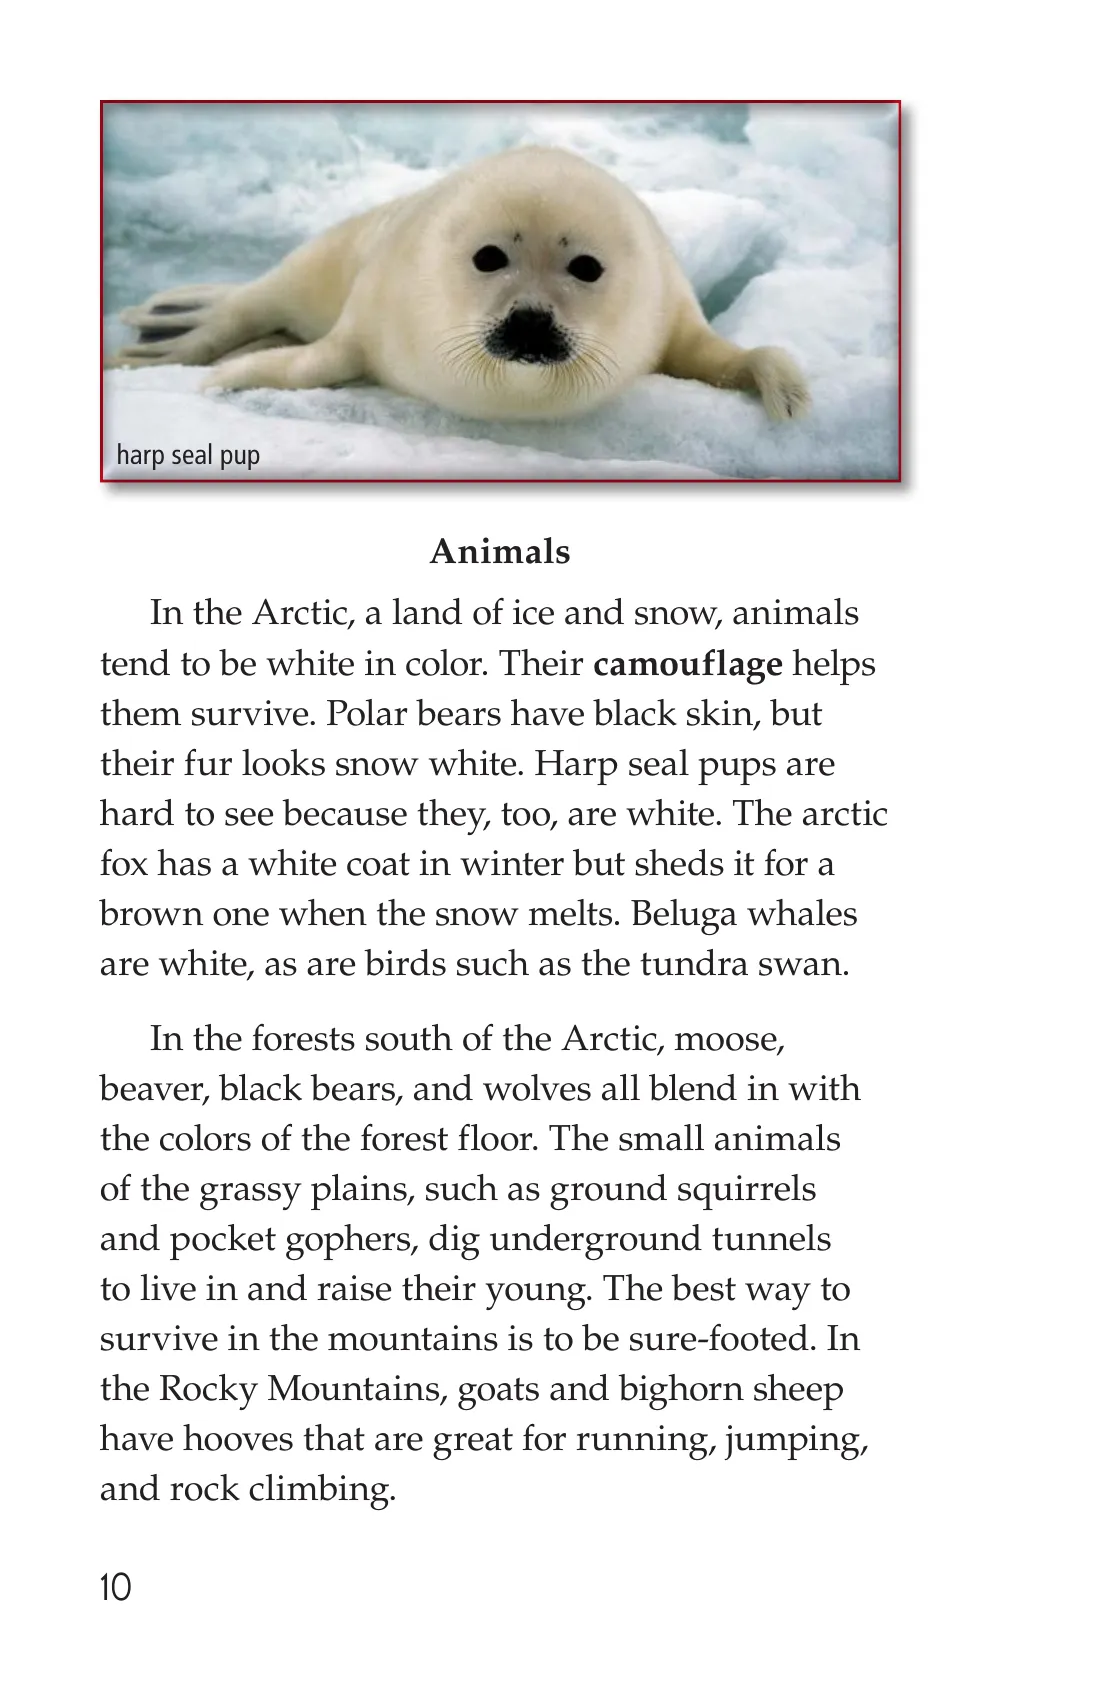 harp seal pup
Animals
In the Arctic, a land of ice and snow, animals
tend to be white in color. Their camouflage helps
them survive. Polar bears have black skin, but
their fur looks snow white. Harp seal pups are
hard to see because they, too, are white. The arctic
fox has a white coat in winter but sheds it for a
brown one when the snow melts. Beluga whales
are white, as are birds such as the tundra swan.
In the forests south of the Arctic, moose,
beaver, black bears, and wolves all blend in with
the colors of the forest floor. The small animals
of the grassy plains, such as ground squirrels
and pocket gophers, dig underground tunnels
to live in and raise their young. The best way to
survive in the mountains is to be sure-footed. In
the Rocky Mountains, goats and bighorn sheep
have hooves that are great for running, jumping,
and rock climbing.
10